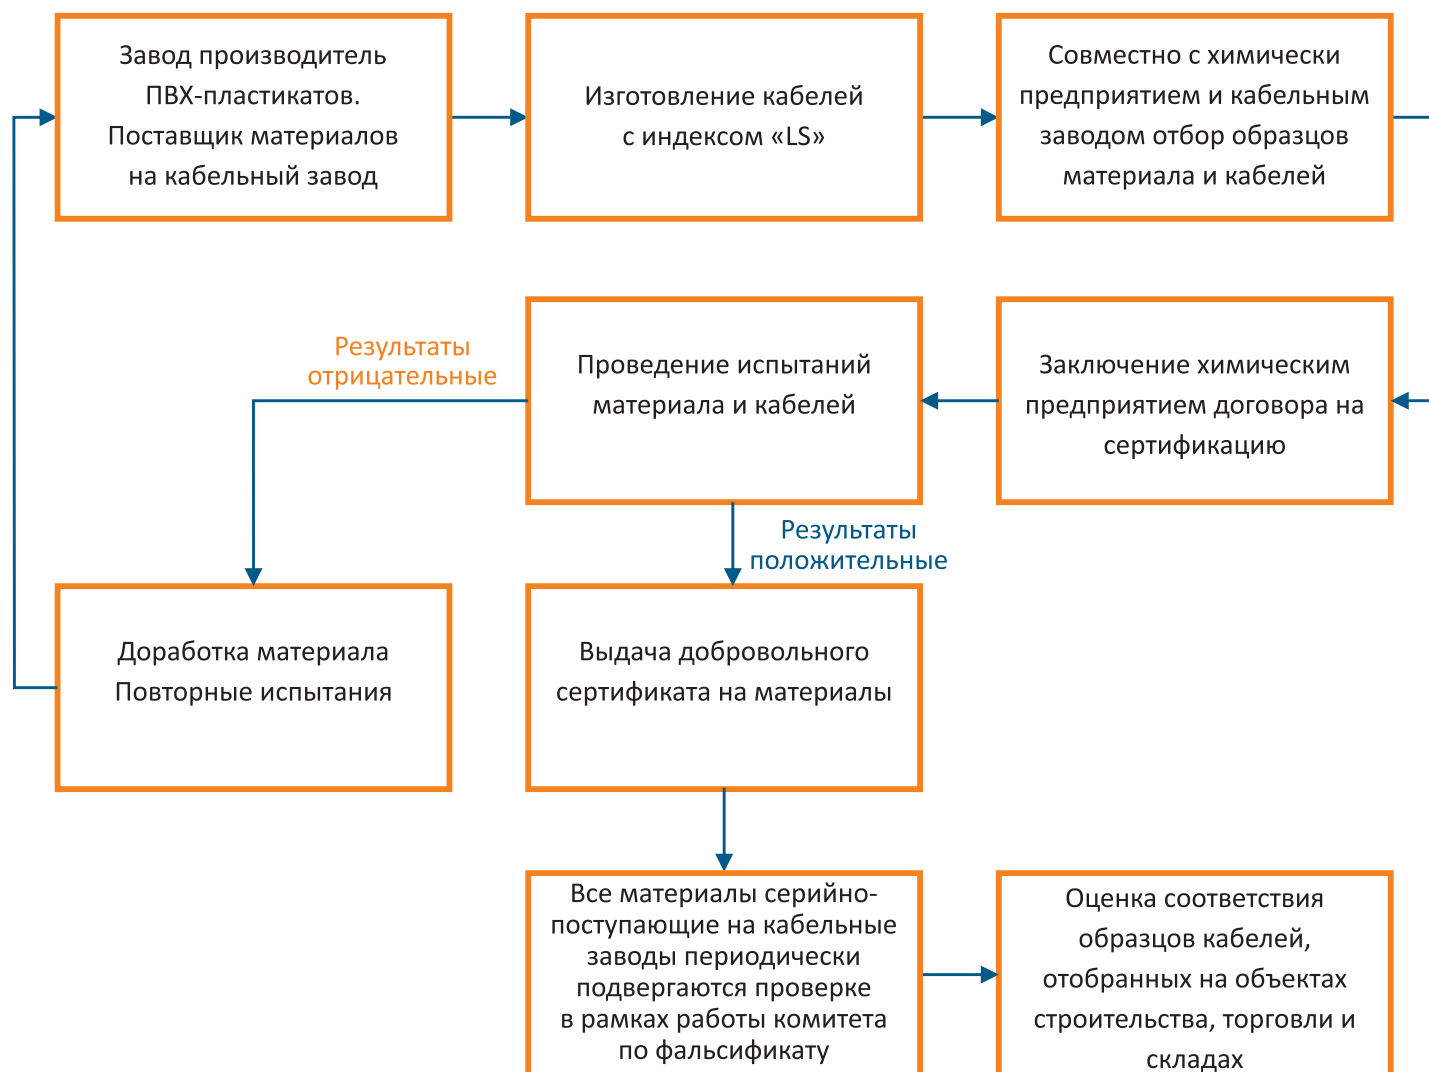 Завод производитель
ПВХ-пластикатов.
Поставщик материалов
на кабельный завод
Изготовление кабелей
с индексом «LS»
Совместно с химически
предприятием и кабельным
заводом отбор образцов
материала и кабелей
Результаты
отрицательные
Проведение испытаний
материала и кабелей
Заключение химическим
предприятием договора на
сертификацию
Результаты
положительные
Доработка материала
Повторные испытания
Выдача добровольного
сертификата на материалы
Все материалы серийно-
поступающие на кабельные
заводы периодически
подвергаются проверке
в рамках работы комитета
по фальсификату
Оценка соответствия
образцов кабелей,
отобранных на объектах
строительства, торговли и
складах